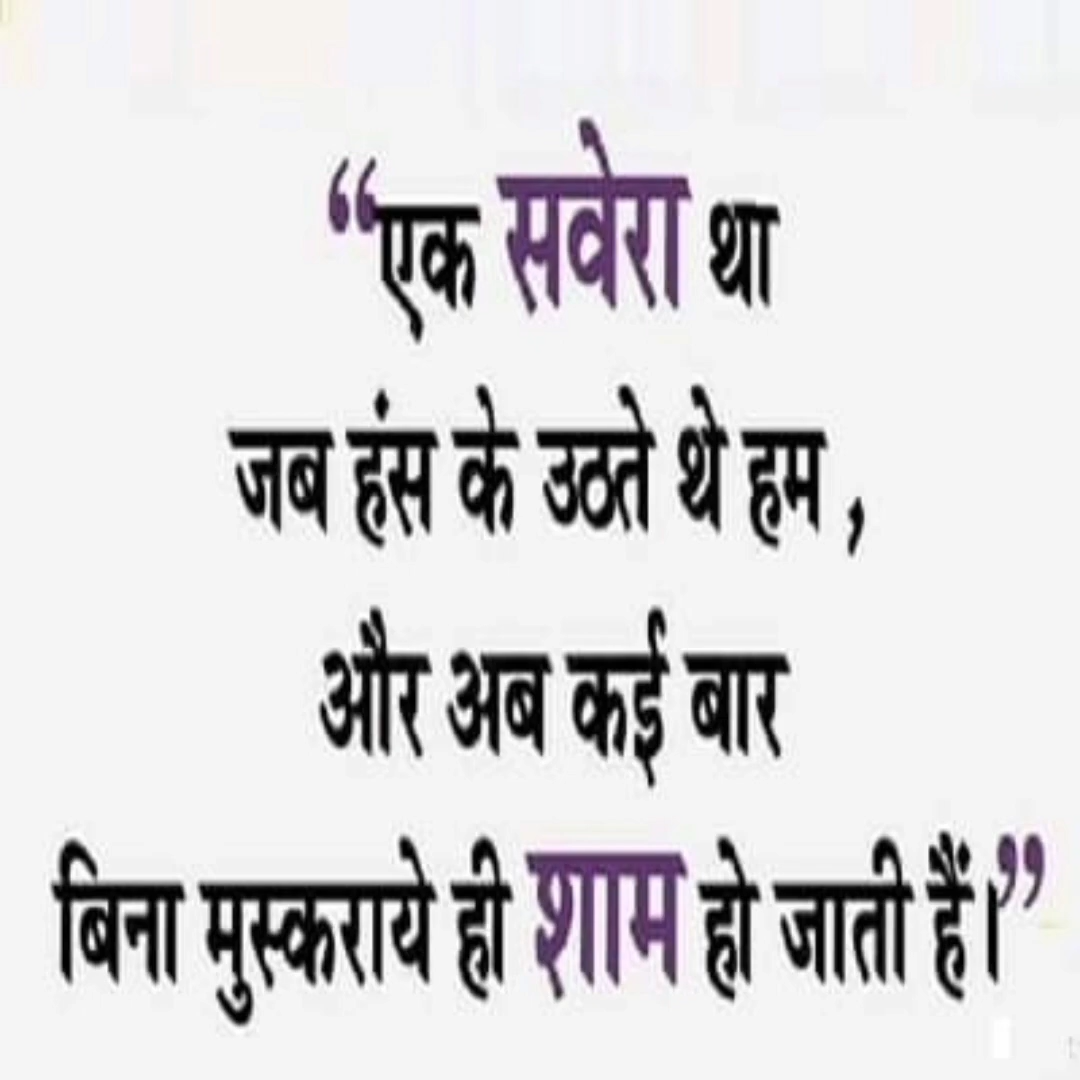 “एक सवेरा था
जब हंस के उठते थे हम ,
और अब कई बार
बिना मुस्कराये ही शाम हो जाती हैं।”